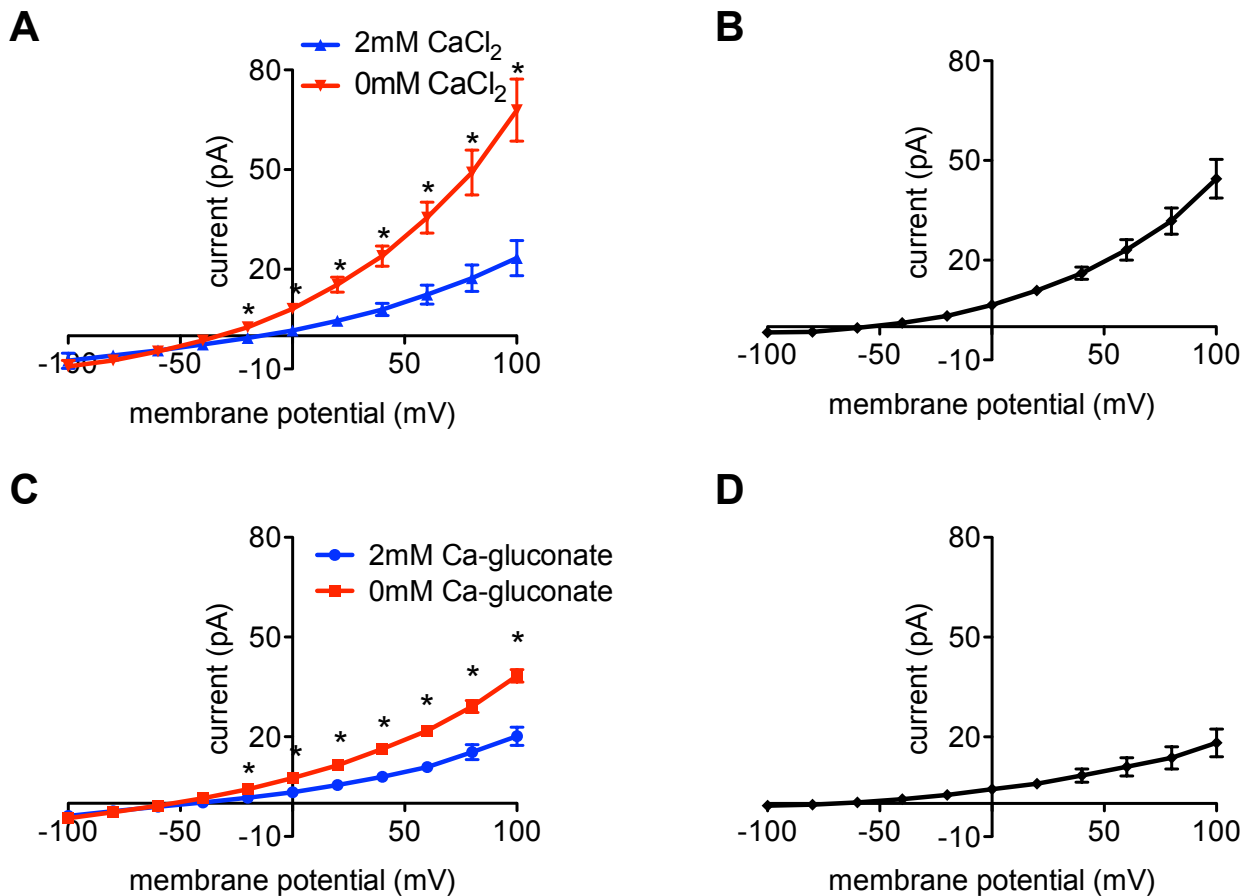 A
2mM CaCl2
0mM CaCl2
80
50
20
-10
current (pA)
* * * * * * * *
-100 -50 50 100
membrane potential (mV)
B
80
50
20
-10
current (pA)
-100 -50 50 100
membrane potential (mV)
C
2mM Ca-gluconate
0mM Ca-gluconate
80
50
20
-10
current (pA)
* * * * * * *
-100 -50 50 100
membrane potential (mV)
D
80
50
20
-10
current (pA)
-100 -50 50 100
membrane potential (mV)